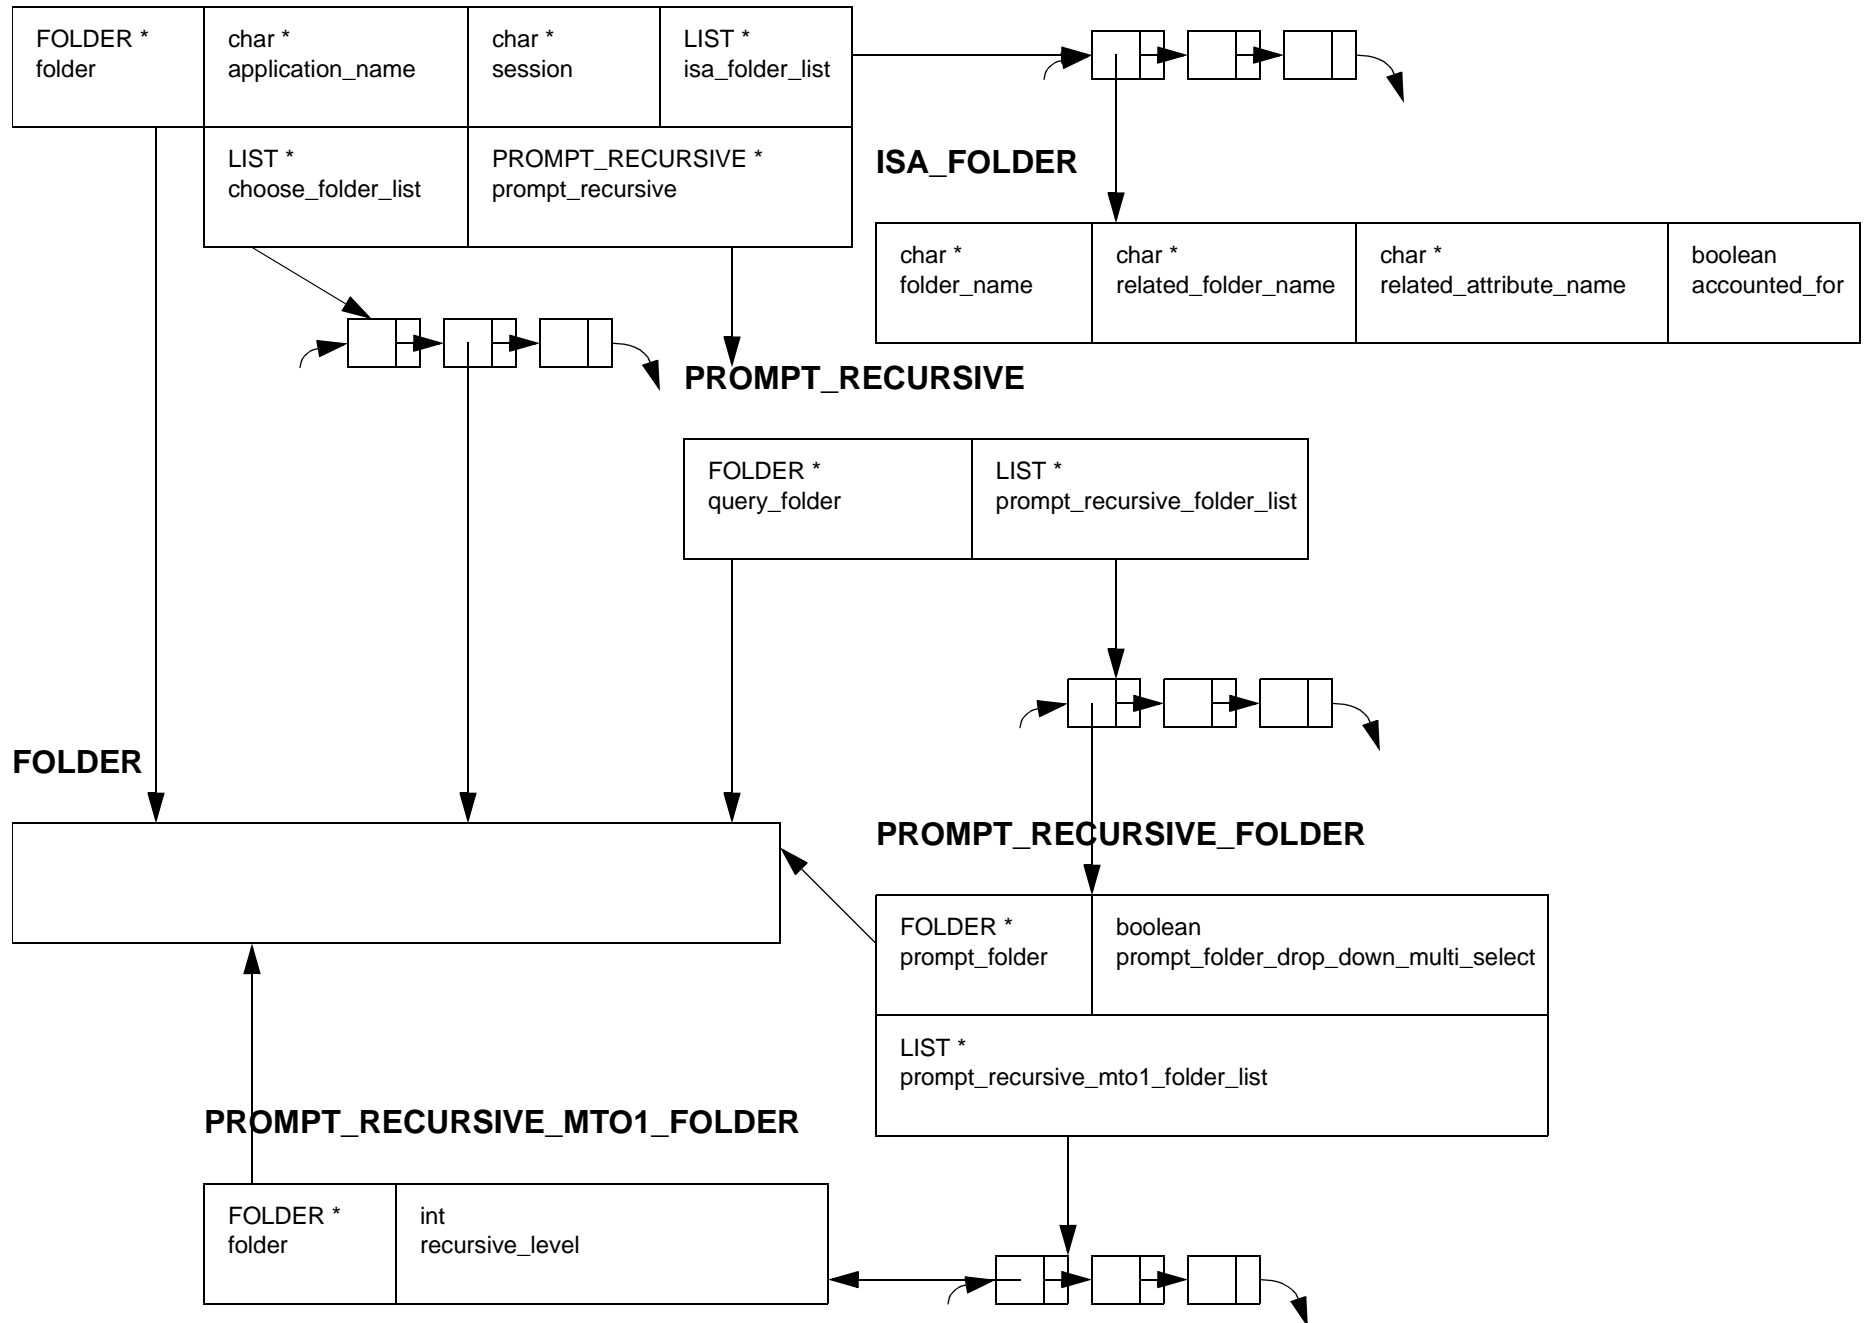 FOLDER *
folder
char *
application_name
char *
session
LIST *
isa_folder_list
LIST *
choose_folder_list
PROMPT_RECURSIVE *
prompt_recursive
ISA_FOLDER
char *
folder_name
char *
related_folder_name
char *
related_attribute_name
boolean
accounted_for
PROMPT_RECURSIVE
FOLDER *
query_folder
LIST *
prompt_recursive_folder_list
FOLDER
PROMPT_RECURSIVE_FOLDER
FOLDER *
prompt_folder
boolean
prompt_folder_drop_down_multi_select
LIST *
prompt_recursive_mto1_folder_list
PROMPT_RECURSIVE_MTO1_FOLDER
FOLDER *
folder
int
recursive_level